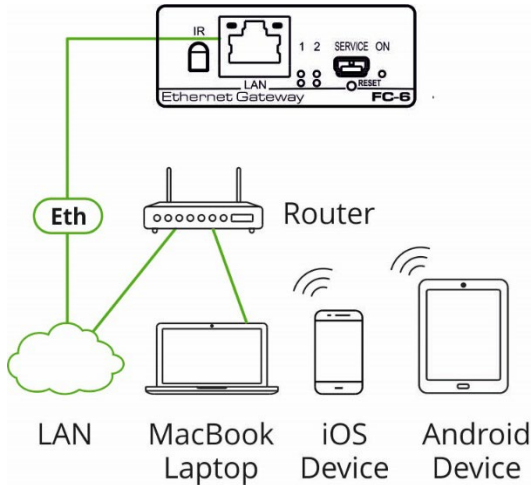 IR
1 2 SERVICE ON
LAN
RESET
Ethernet Gateway FC-6
Eth
Router
LAN
MacBook
Laptop
iOS
Device
Android
Device